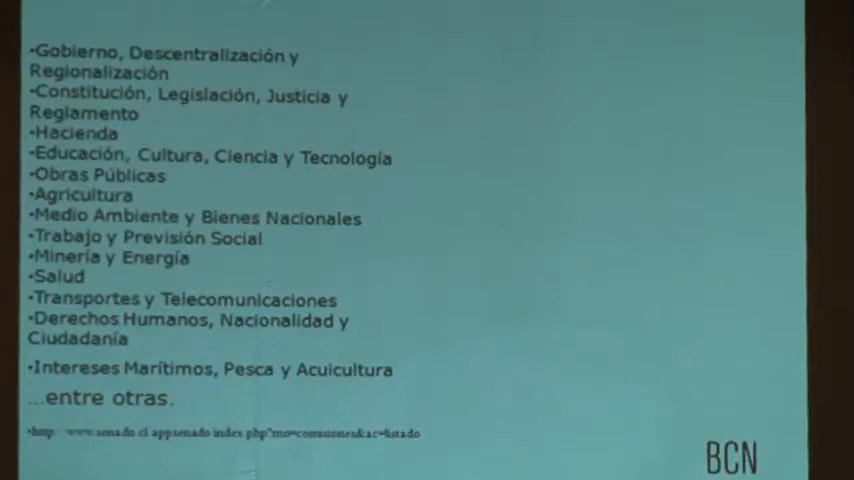 •Gobierno, Descentralización y
Regionalización
•Constitución, Legislación, Justicia y
Reglamento
•Hacienda
•Educación, Cultura, Ciencia y Tecnología
•Obras Públicas
•Agricultura
•Medio Ambiente y Bienes Nacionales
•Trabajo y Previsión Social
•Minería y Energía
•Salud
•Transportes y Telecomunicaciones
•Derechos Humanos, Nacionalidad y
Ciudadanía
•Intereses Marítimos, Pesca y Acuicultura
...entre otras.
BCN